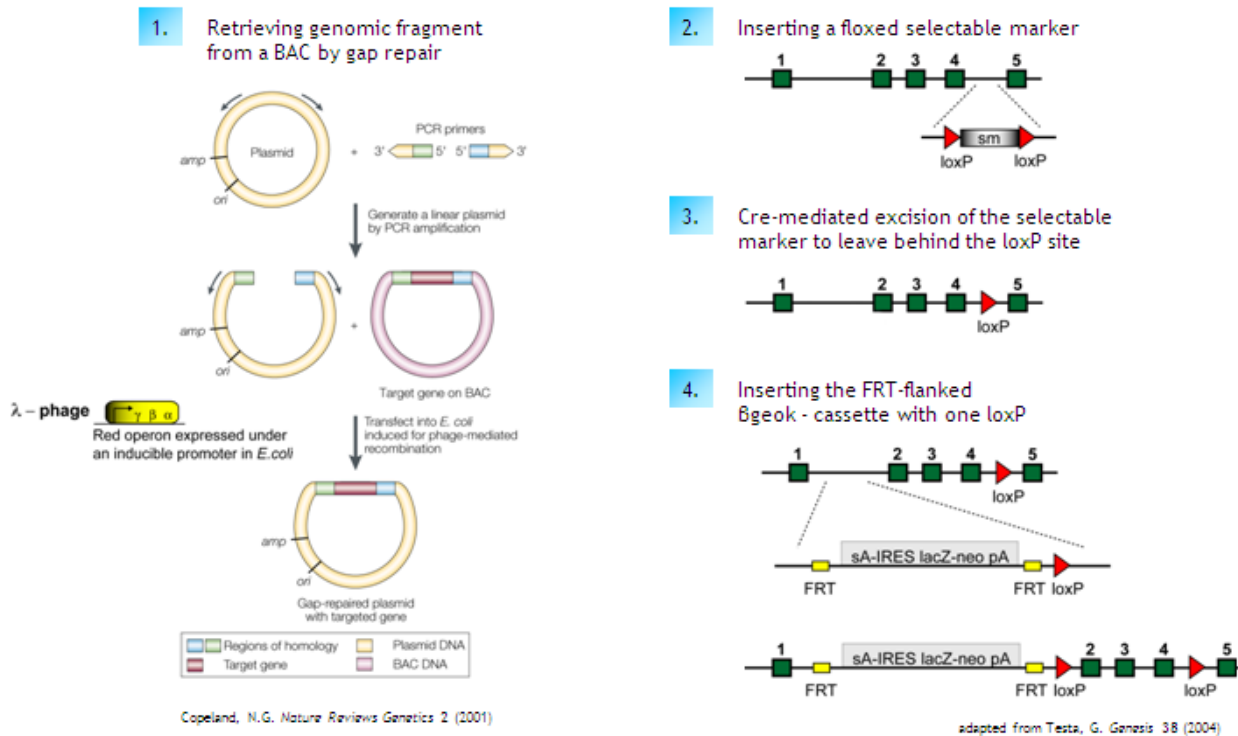 1.
Retrieving genomic fragment
from a BAC by gap repair
Plasmid
amp
ori
+
PCR primers
3' 5' 5' 3'
Generate a linear plasmid
by PCR amplification
amp
ori
+
Target gene on BAC
λ – phage
γ β α
Red operon expressed under
an inducible promoter in E.coli
Transfect into E. coli
induced for phage-mediated
recombination
amp
ori
Gap-repaired plasmid
with targeted gene
Regions of homology
Plasmid DNA
Target gene
BAC DNA
Copeland, N.G. Nature Reviews Genetics 2 (2001)
2.
Inserting a floxed selectable marker
1 2 3 4 5
sm
loxP loxP
3.
Cre-mediated excision of the selectable
marker to leave behind the loxP site
1 2 3 4 5
loxP
4.
Inserting the FRT-flanked
βgeok - cassette with one loxP
1 2 3 4 5
loxP
sA-IRES lacZ-neo pA
FRT FRT loxP
1 2 3 4 5
sA-IRES lacZ-neo pA
FRT FRT loxP loxP
adapted from Testa, G. Genesis 38 (2004)